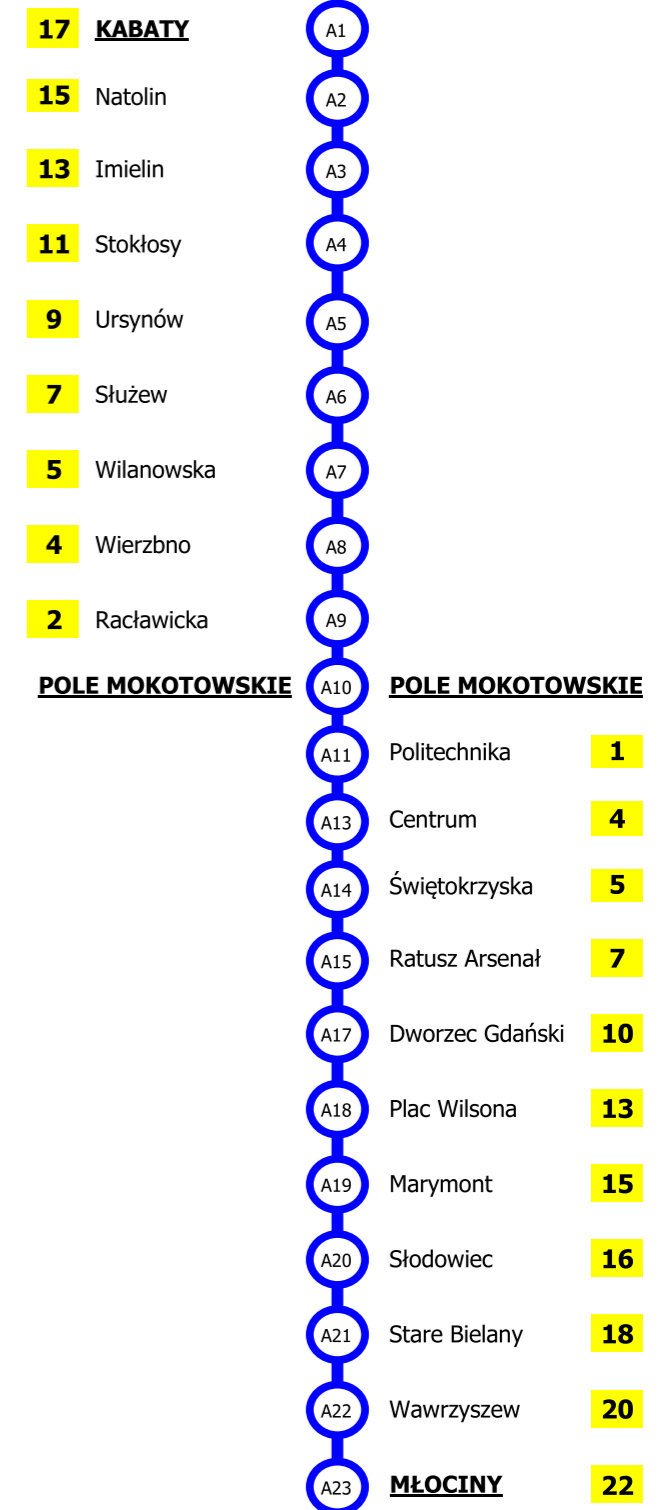 17 KABATY A1
15 Natolin A2
13 Imielin A3
11 Stokłosy A4
9 Ursynów A5
7 Służew A6
5 Wilanowska A7
4 Wierzbno A8
2 Racławicka A9
POLE MOKOTOWSKIE A10 POLE MOKOTOWSKIE
A11 Politechnika 1
A13 Centrum 4
A14 Świętokrzyska 5
A15 Ratusz Arsenał 7
A17 Dworzec Gdański 10
A18 Plac Wilsona 13
A19 Marymont 15
A20 Słodowiec 16
A21 Stare Bielany 18
A22 Wawrzyszew 20
A23 MŁOCINY 22